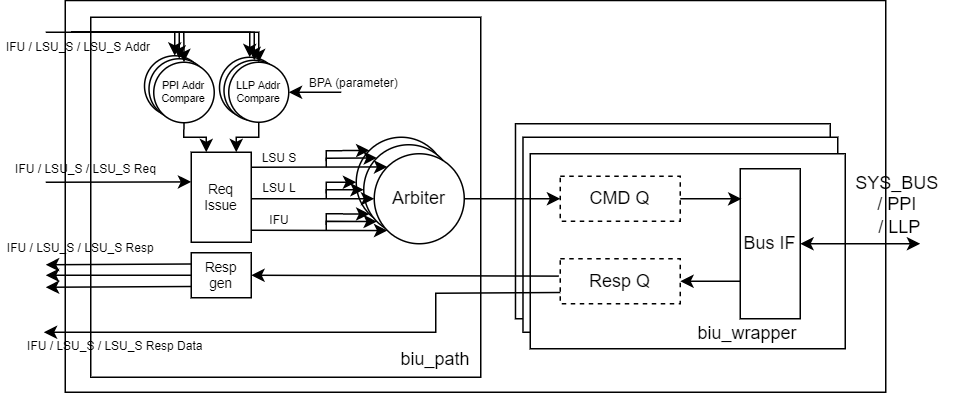 IFU / LSU_S / LSU_S Addr
PPI Addr
Compare
LLP Addr
Compare
BPA (parameter)
IFU / LSU_S / LSU_S Req
Req
Issue
LSU S
LSU L
IFU
Arbiter
CMD Q
Bus IF
SYS_BUS
/ PPI
/ LLP
IFU / LSU_S / LSU_S Resp
Resp
gen
Resp Q
IFU / LSU_S / LSU_S Resp Data
biu_path
biu_wrapper